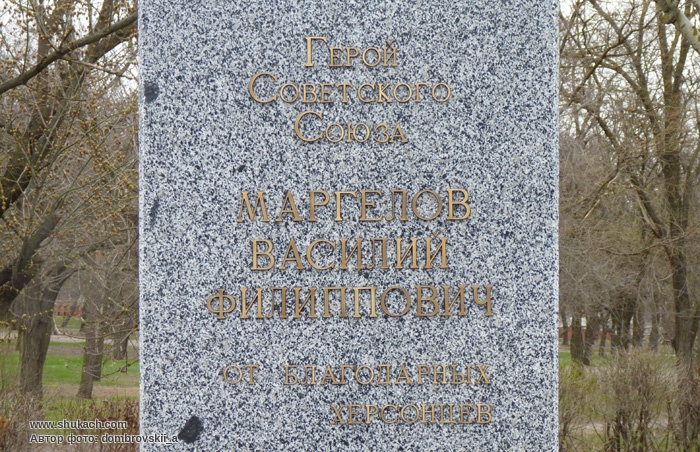 Герой
Советского
Союза
МАРГЕЛОВ
ВАСИЛИЙ
ФИЛИППОВИЧ
ОТ БЛАГОДАРНЫХ
ХЕРСОНЦЕВ
www.shukach.com
Автор фото: dombrovskii.a